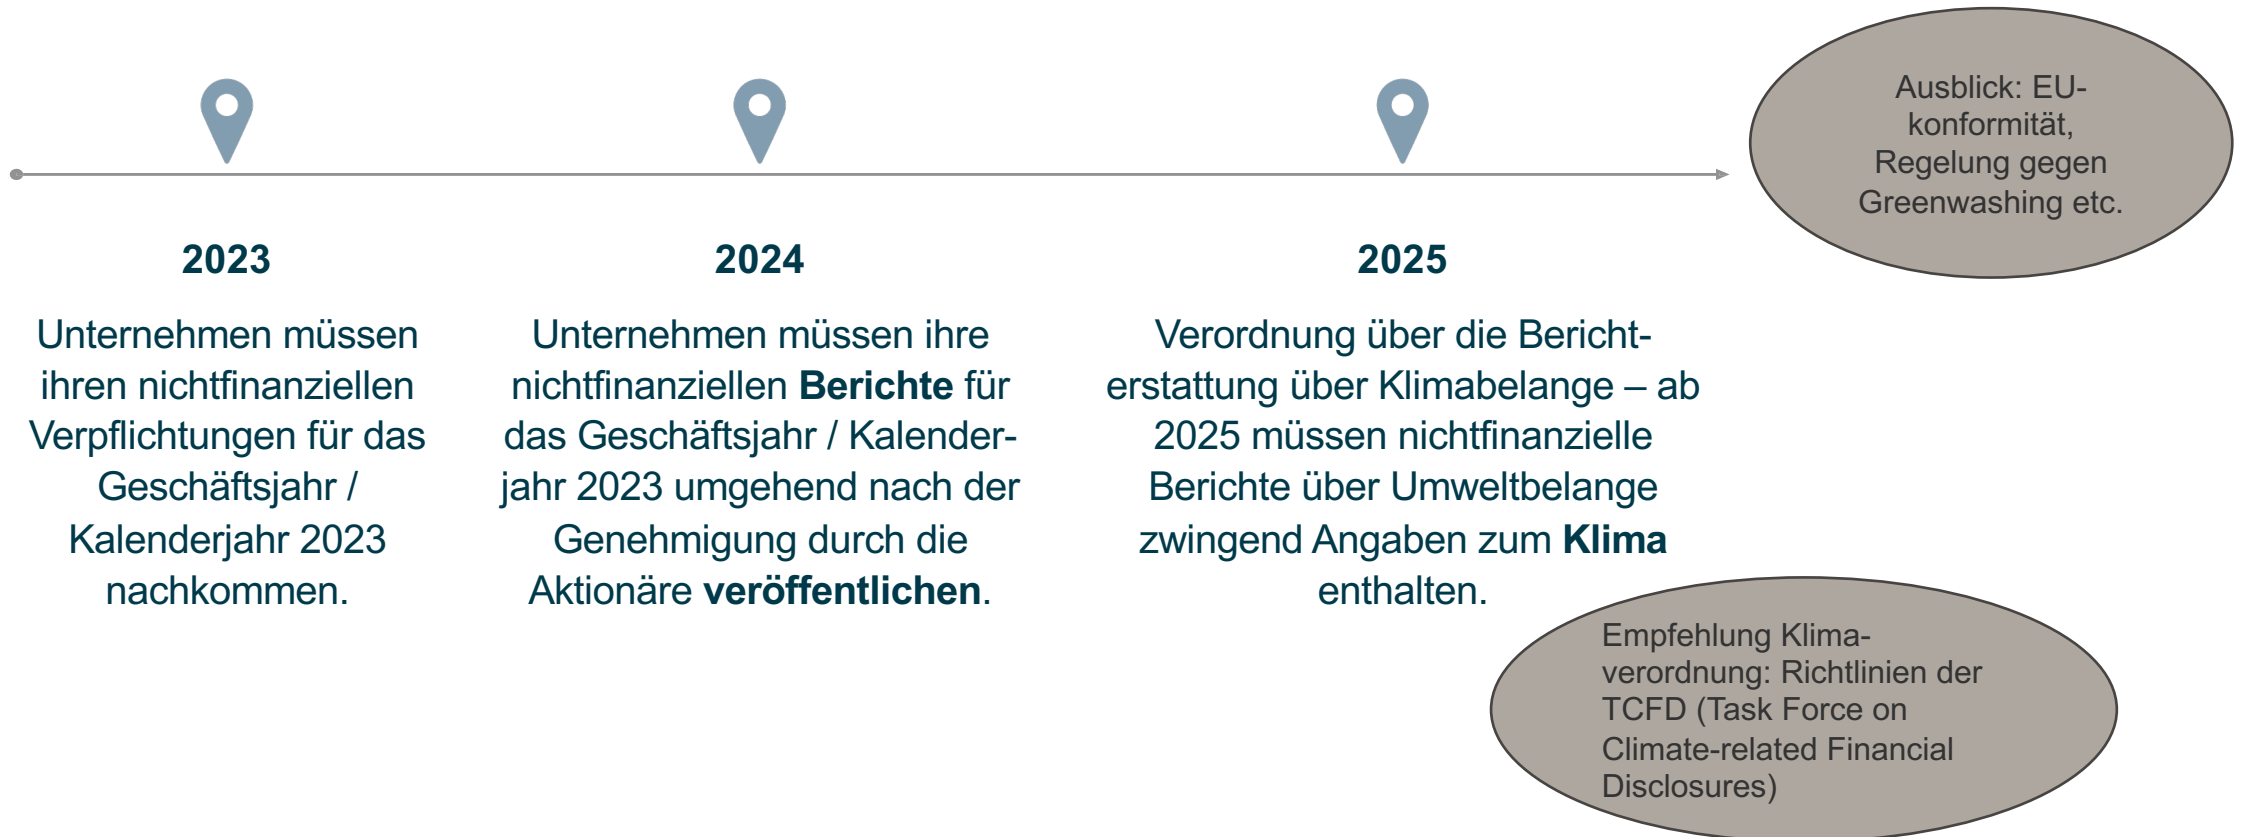 Ausblick: EU-
konformität,
Regelung gegen
Greenwashing etc.
2023
Unternehmen müssen
ihren nichtfinanziellen
Verpflichtungen für das
Geschäftsjahr /
Kalenderjahr 2023
nachkommen.
2024
Unternehmen müssen ihre
nichtfinanziellen Berichte für
das Geschäftsjahr / Kalender-
jahr 2023 umgehend nach der
Genehmigung durch die
Aktionäre veröffentlichen.
2025
Verordnung über die Bericht-
erstattung über Klimabelange – ab
2025 müssen nichtfinanzielle
Berichte über Umweltbelange
zwingend Angaben zum Klima
enthalten.
Empfehlung Klima-
verordnung: Richtlinien der
TCFD (Task Force on
Climate-related Financial
Disclosures)